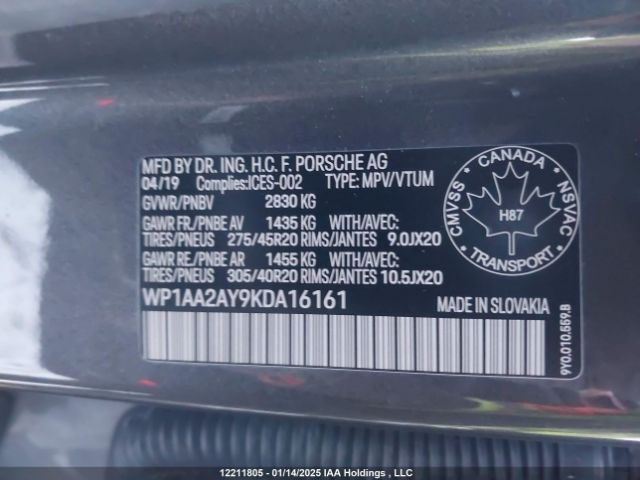 MFD BY DR. ING. H.C. F. PORSCHE AG
04/19 Complies:ICES-002 TYPE: MPV/VTUM
GVWR/PNBV 2830 KG
GAWR FR./PNBE AV 1435 KG WITH/AVEC:
TIRES/PNEUS 275/45R20 RIMS/JANTES 9.0JX20
GAWR RE./PNBE AR 1455 KG WITH/AVEC:
TIRES/PNEUS 305/40R20 RIMS/JANTES 10.5JX20
WP1AA2AY9KDA16161 MADE IN SLOVAKIA
CANADA
CMVSS
NSVAC
H87
TRANSPORT
9Y0.010.559.B
12211805 - 01/14/2025 IAA Holdings , LLC